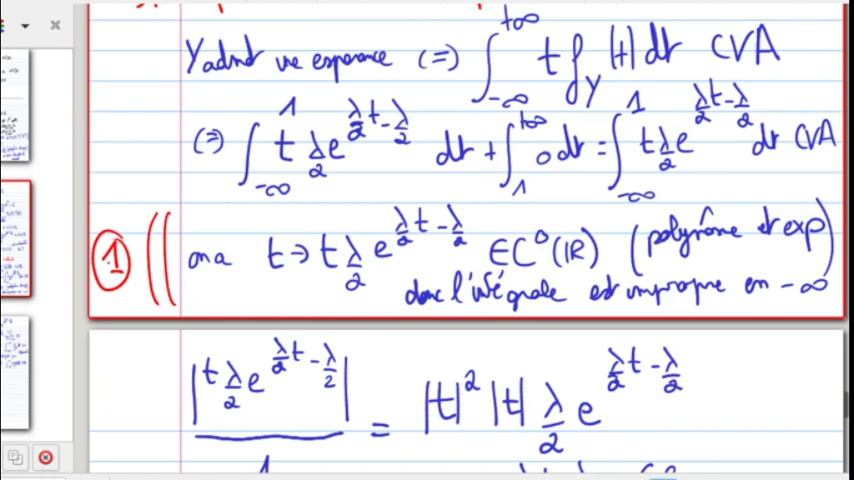 Y admet une esperance (=) ∫_{-∞}^{+∞} t f_Y(t) dt CVA
(=) ∫_{-∞}^{1} t λ/2 e^{λ/2 t - λ/2} dt + ∫_{1}^{+∞} 0 dt = ∫_{-∞}^{1} t λ/2 e^{λ/2 t - λ/2} dt CVA
① on a t → t λ/2 e^{λ/2 t - λ/2} ∈ C⁰(IR) (polynôme et exp)
donc l'intégrale est impropre en -∞
|t λ/2 e^{λ/2 t - λ/2}| = |t|² |t| λ/2 e^{λ/2 t - λ/2}